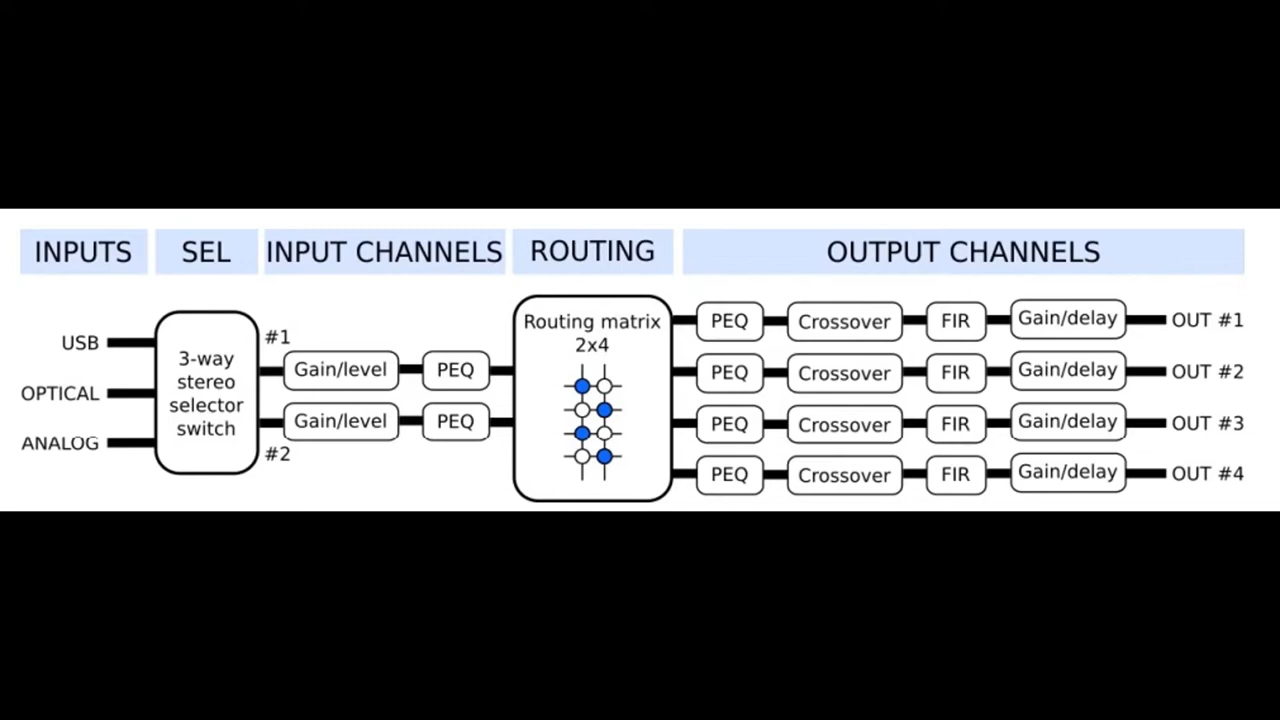 INPUTS SEL INPUT CHANNELS ROUTING OUTPUT CHANNELS
USB
OPTICAL
ANALOG
3-way
stereo
selector
switch
#1
#2
Gain/level PEQ
Gain/level PEQ
Routing matrix
2x4
PEQ Crossover FIR Gain/delay OUT #1
PEQ Crossover FIR Gain/delay OUT #2
PEQ Crossover FIR Gain/delay OUT #3
PEQ Crossover FIR Gain/delay OUT #4